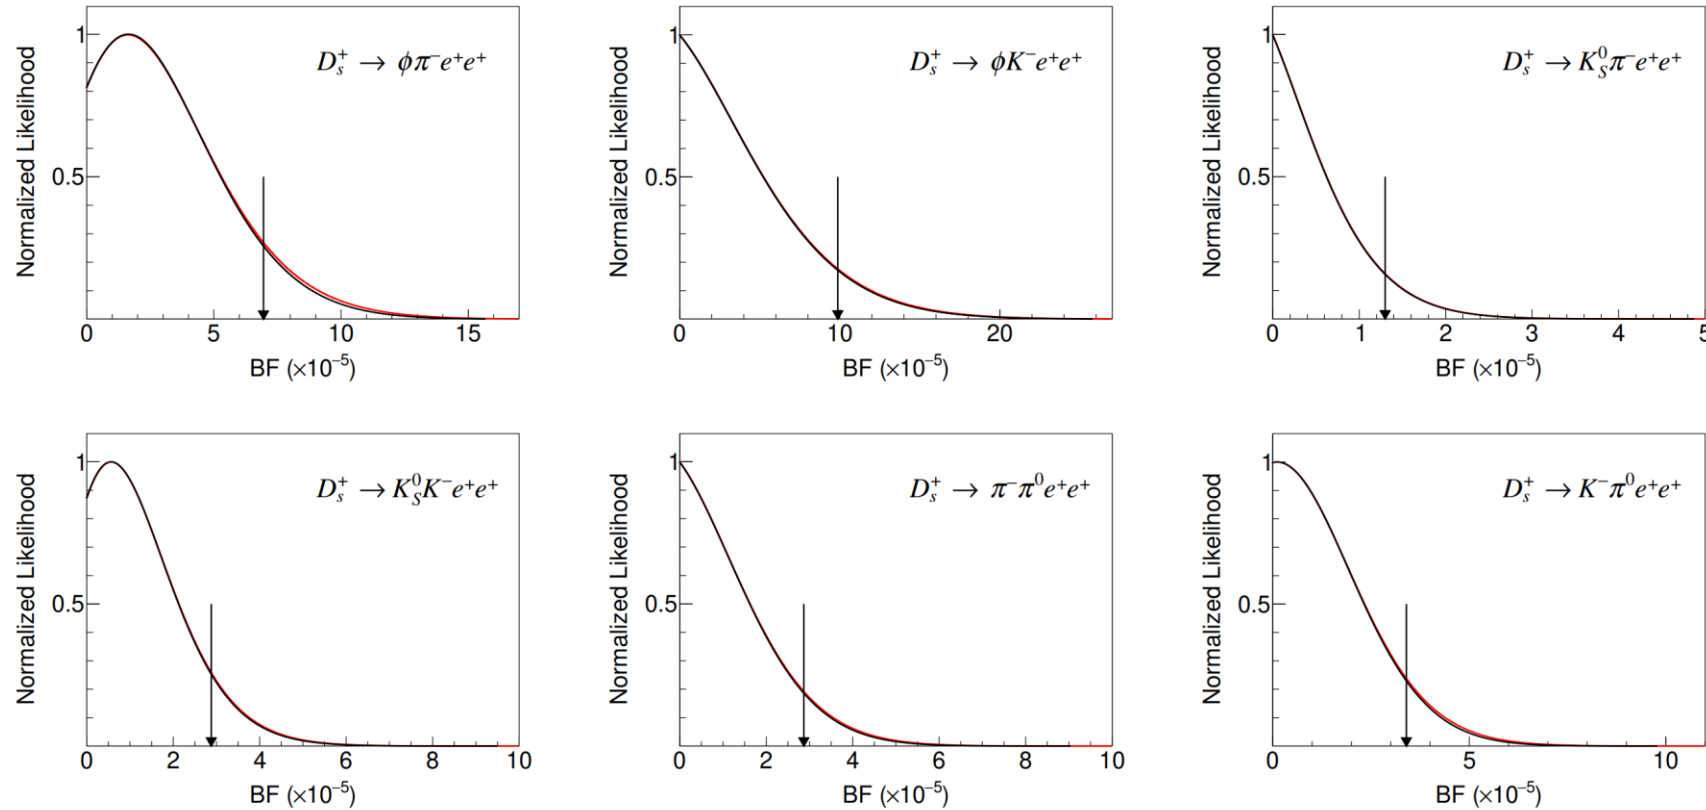 Normalized Likelihood
1
0.5
D_s^+ → ϕπ⁻e⁺e⁺
0 5 10 15
BF (×10⁻⁵)
Normalized Likelihood
1
0.5
D_s^+ → ϕK⁻e⁺e⁺
0 10 20
BF (×10⁻⁵)
Normalized Likelihood
1
0.5
D_s^+ → K_S^0π⁻e⁺e⁺
0 1 2 3 4 5
BF (×10⁻⁵)
Normalized Likelihood
1
0.5
D_s^+ → K_S^0K⁻e⁺e⁺
0 2 4 6 8 10
BF (×10⁻⁵)
Normalized Likelihood
1
0.5
D_s^+ → π⁻π⁰e⁺e⁺
0 2 4 6 8 10
BF (×10⁻⁵)
Normalized Likelihood
1
0.5
D_s^+ → K⁻π⁰e⁺e⁺
0 5 10
BF (×10⁻⁵)